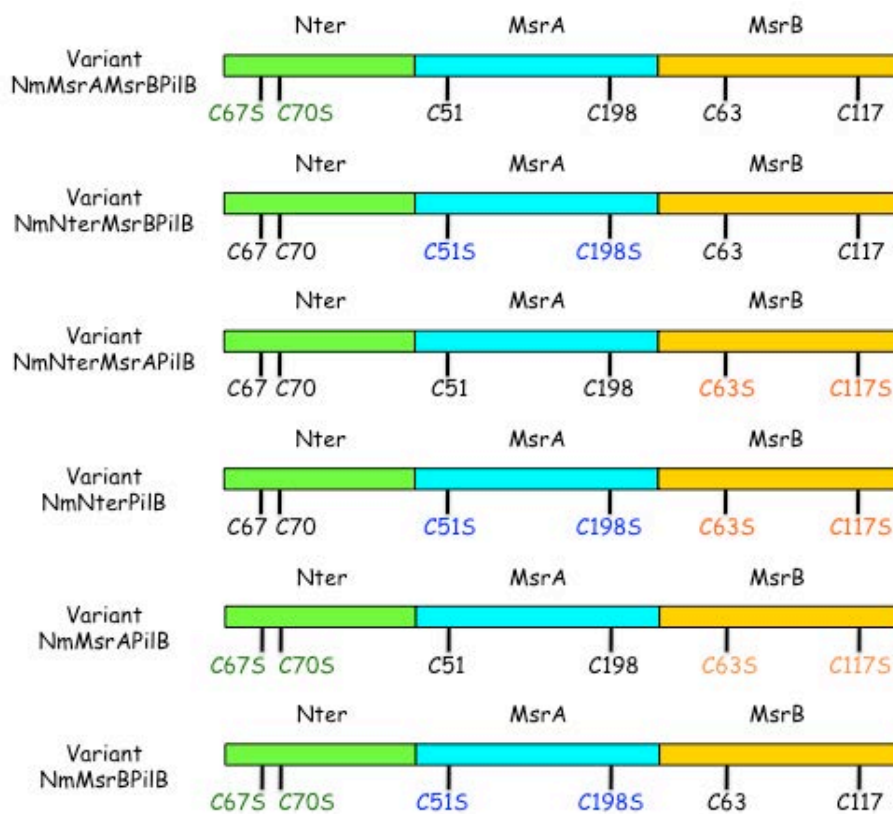 Nter MsrA MsrB
Variant
NmMsrAMsrBPilB
C67S C70S C51 C198 C63 C117
Nter MsrA MsrB
Variant
NmNterMsrBPilB
C67 C70 C51S C198S C63 C117
Nter MsrA MsrB
Variant
NmNterMsrAPilB
C67 C70 C51 C198 C63S C117S
Nter MsrA MsrB
Variant
NmNterPilB
C67 C70 C51S C198S C63S C117S
Nter MsrA MsrB
Variant
NmMsrAPilB
C67S C70S C51 C198 C63S C117S
Nter MsrA MsrB
Variant
NmMsrBPilB
C67S C70S C51S C198S C63 C117